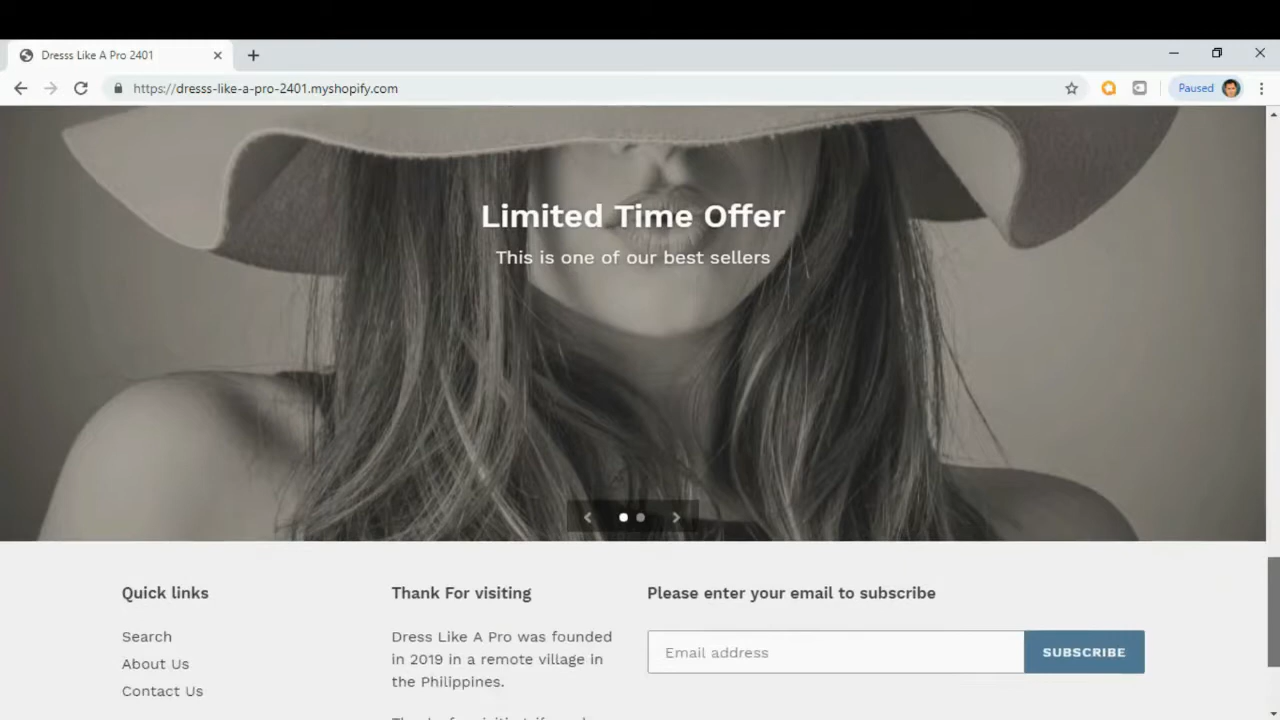 Dresss Like A Pro 2401
https://dresss-like-a-pro-2401.myshopify.com
Paused
Limited Time Offer
This is one of our best sellers
Quick links
Search
About Us
Contact Us
Thank For visiting
Dress Like A Pro was founded
in 2019 in a remote village in
the Philippines.
Please enter your email to subscribe
Email address
SUBSCRIBE